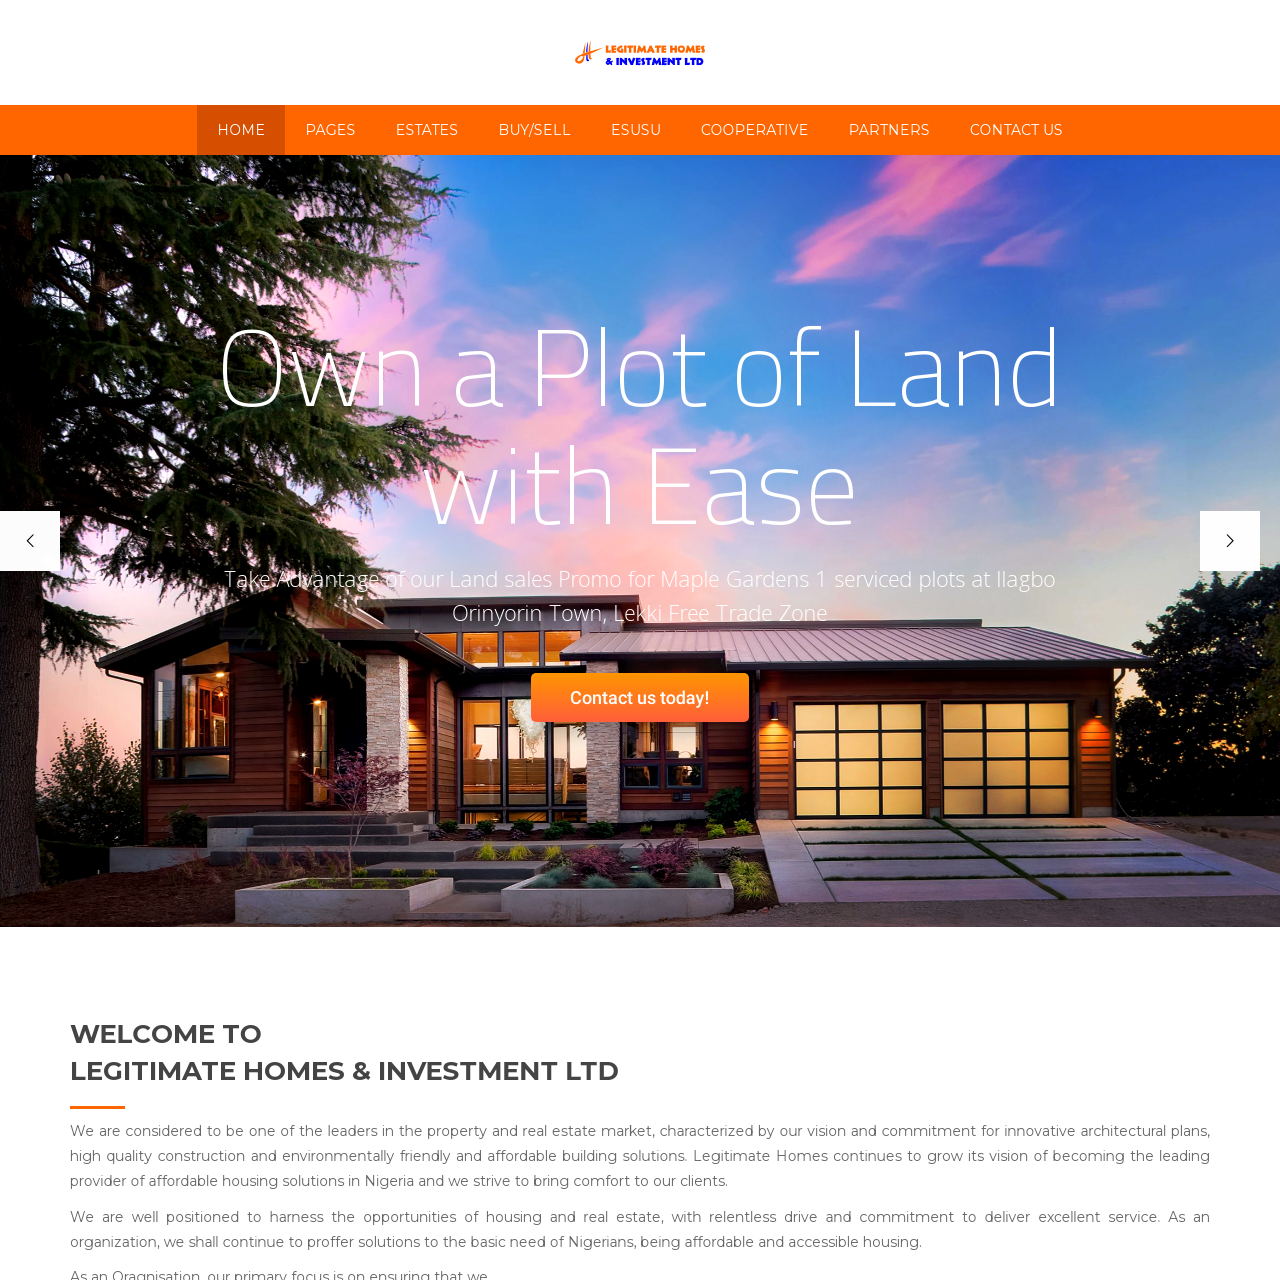 LEGITIMATE HOMES
& INVESTMENT LTD
HOME PAGES ESTATES BUY/SELL ESUSU COOPERATIVE PARTNERS CONTACT US
Own a Plot of Land
with Ease
Take Advantage of our Land sales Promo for Maple Gardens 1 serviced plots at Ilagbo
Orinyorin Town, Lekki Free Trade Zone
Contact us today!
WELCOME TO
LEGITIMATE HOMES & INVESTMENT LTD
We are considered to be one of the leaders in the property and real estate market, characterized by our vision and commitment for innovative architectural plans,
high quality construction and environmentally friendly and affordable building solutions. Legitimate Homes continues to grow its vision of becoming the leading
provider of affordable housing solutions in Nigeria and we strive to bring comfort to our clients.
We are well positioned to harness the opportunities of housing and real estate, with relentless drive and commitment to deliver excellent service. As an
organization, we shall continue to proffer solutions to the basic need of Nigerians, being affordable and accessible housing.
As an Oragnisation, our primary focus is on ensuring that we